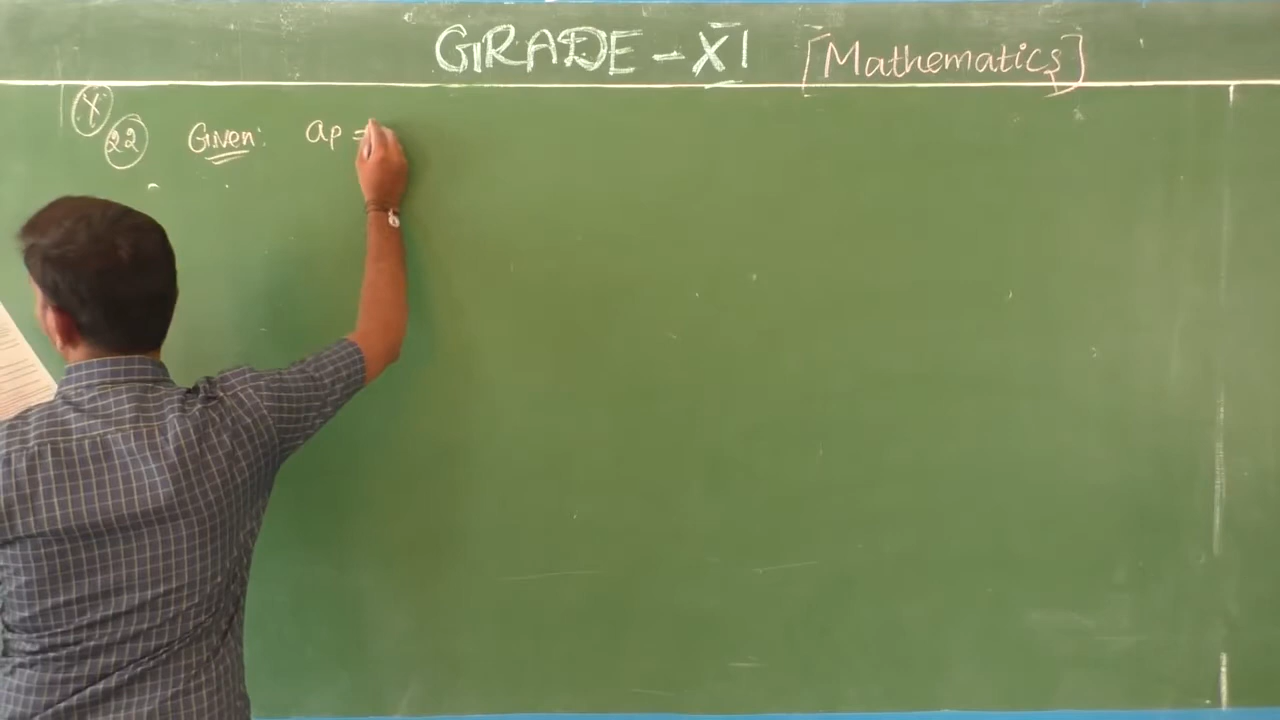 GRADE - XI [Mathematics]
X
22 Given: ap =